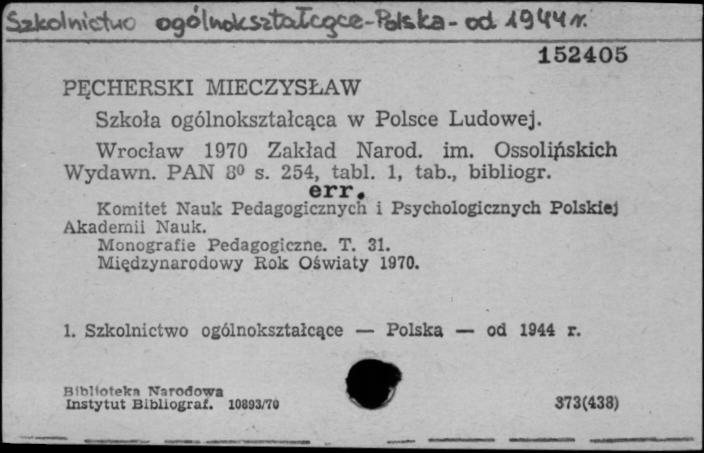 Szkolnictwo ogólnokształcące-Polska-od 1944 r.
152405
PĘCHERSKI MIECZYSŁAW
Szkoła ogólnokształcąca w Polsce Ludowej.
Wrocław 1970 Zakład Narod. im. Ossolińskich
Wydawn. PAN 8⁰ s. 254, tabl. 1, tab., bibliogr.
err.
Komitet Nauk Pedagogicznych i Psychologicznych Polskiej
Akademii Nauk.
Monografie Pedagogiczne. T. 31.
Międzynarodowy Rok Oświaty 1970.
1. Szkolnictwo ogólnokształcące — Polska — od 1944 r.
Biblioteka Narodowa
Instytut Bibliograf. 10893/70
373(438)